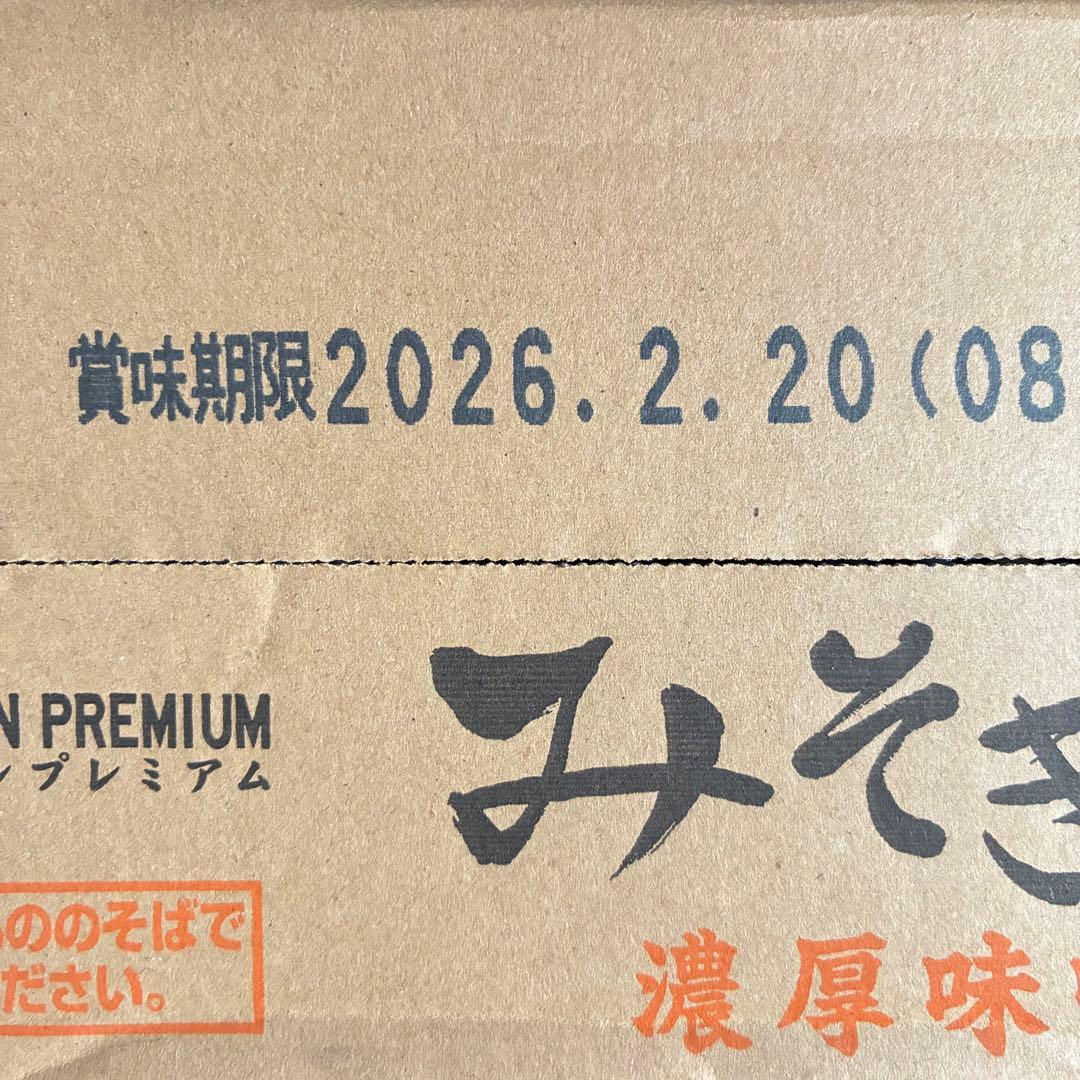 賞味期限2026.2.20(08
N PREMIUM
ンプレミアム
みそき
もののそばで
ださい。
濃厚味